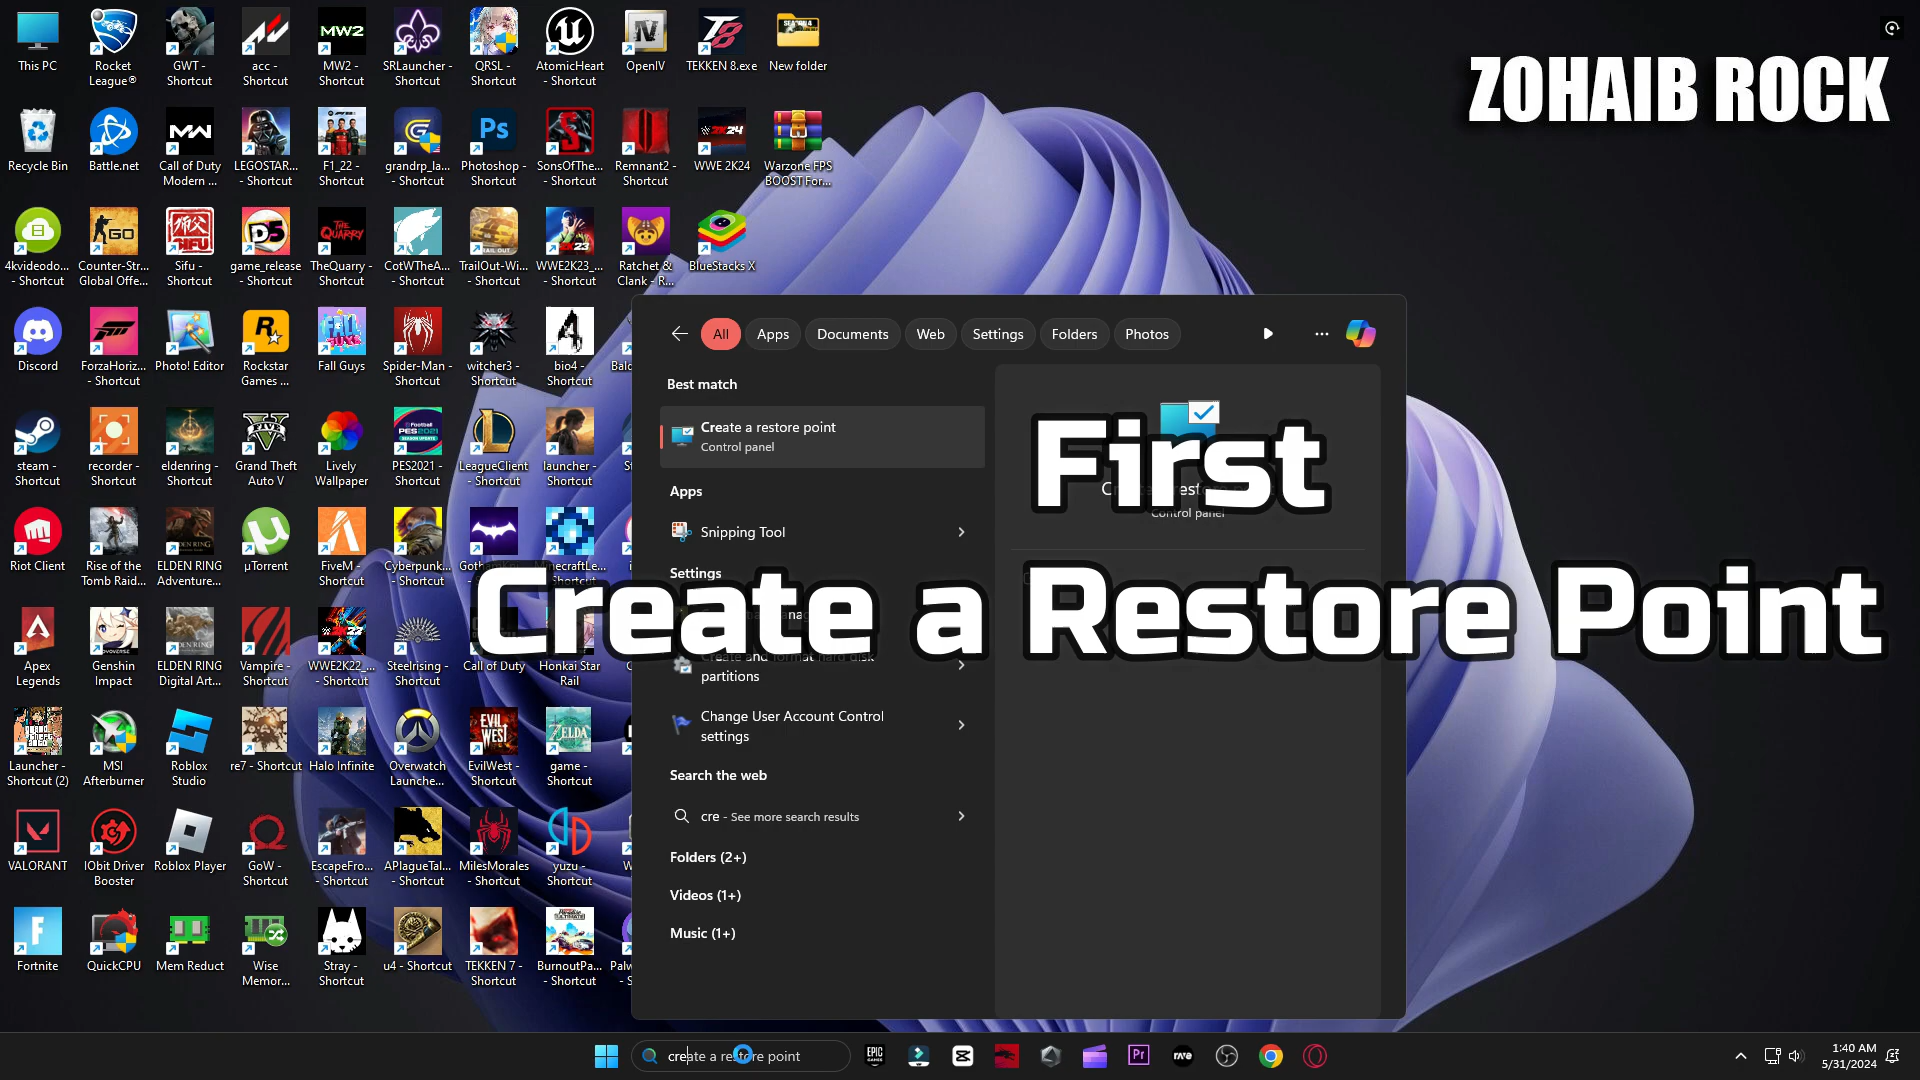 This PC
Rocket
League®
GWT -
Shortcut
acc -
Shortcut
MW2 -
Shortcut
SRLauncher -
Shortcut
QRSL -
Shortcut
AtomicHeart
- Shortcut
OpenIV
TEKKEN 8.exe
New folder
ZOHAIB ROCK
Recycle Bin
Battle.net
Call of Duty
Modern ...
LEGOSTAR...
- Shortcut
F1_22 -
Shortcut
grandrp_la...
- Shortcut
Photoshop -
Shortcut
SonsOfThe...
- Shortcut
Remnant2 -
Shortcut
WWE 2K24
Warzone FPS
BOOST For...
4kvideodo...
- Shortcut
Counter-Str...
Global Offe...
Sifu -
Shortcut
game_release
- Shortcut
TheQuarry -
Shortcut
CotWTheA...
- Shortcut
TrailOut-Wi...
- Shortcut
WWE2K23_...
- Shortcut
Ratchet &
Clank - R...
BlueStacks X
Discord
ForzaHoriz...
- Shortcut
Photo! Editor
Rockstar
Games ...
Fall Guys
Spider-Man -
Shortcut
witcher3 -
Shortcut
bio4 -
Shortcut
steam -
Shortcut
recorder -
Shortcut
eldenring -
Shortcut
Grand Theft
Auto V
Lively
Wallpaper
PES2021 -
Shortcut
LeagueClient
- Shortcut
launcher -
Shortcut
Riot Client
Rise of the
Tomb Raid...
ELDEN RING
Adventure...
µTorrent
FiveM -
Shortcut
Cyberpunk...
- Shortcut
Apex
Legends
Genshin
Impact
ELDEN RING
Digital Art...
Vampire -
Shortcut
WWE2K22_...
- Shortcut
Steelrising -
Shortcut
Call of Duty
Honkai Star
Rail
Launcher -
Shortcut (2)
MSI
Afterburner
Roblox
Studio
re7 - Shortcut
Halo Infinite
Overwatch
Launche...
EvilWest -
Shortcut
game -
Shortcut
VALORANT
IObit Driver
Booster
Roblox Player
GoW -
Shortcut
EscapeFro...
- Shortcut
APlagueTal...
- Shortcut
MilesMorales
- Shortcut
yuzu -
Shortcut
Fortnite
QuickCPU
Mem Reduct
Wise
Memor...
Stray -
Shortcut
u4 - Shortcut
TEKKEN 7 -
Shortcut
BurnoutPa...
- Shortcut
All Apps Documents Web Settings Folders Photos
Best match
Create a restore point
Control panel
Apps
Snipping Tool
Settings
Create and format hard disk
partitions
Change User Account Control
settings
Search the web
cre - See more search results
Folders (2+)
Videos (1+)
Music (1+)
Control panel
First
Create a Restore Point
create a restore point
1:40 AM
5/31/2024